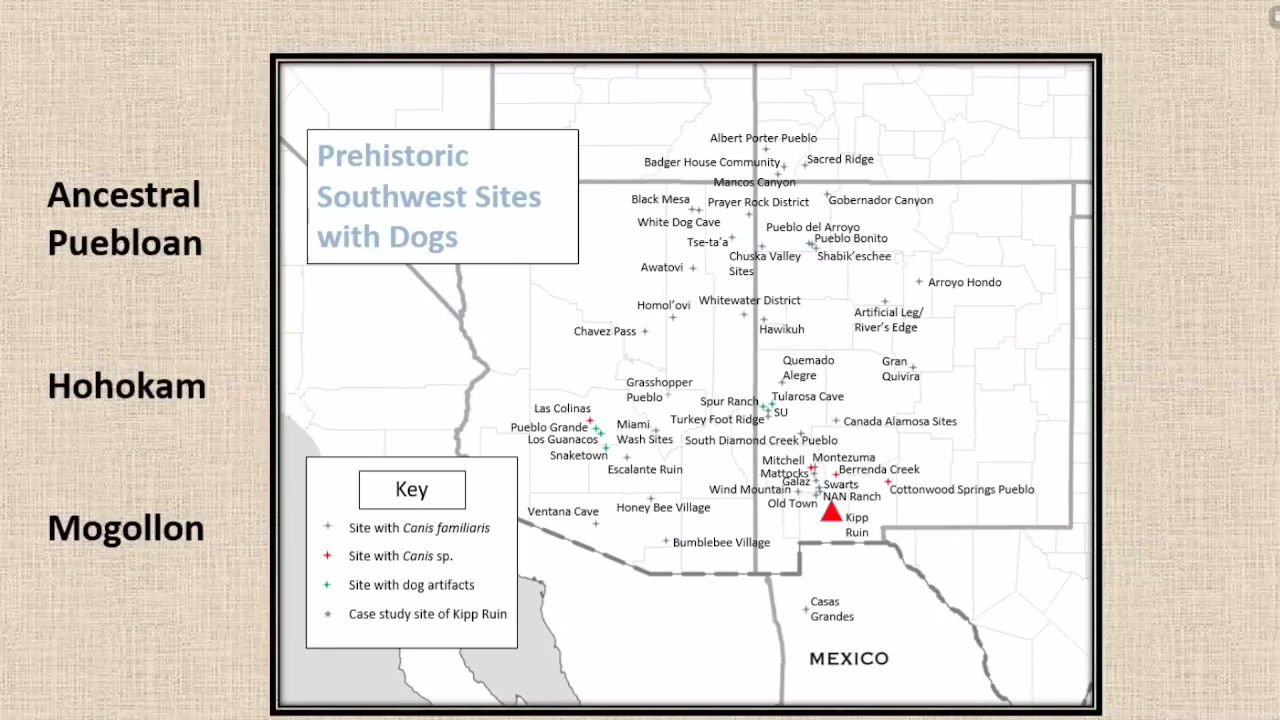 Ancestral
Puebloan
Hohokam
Mogollon
Prehistoric
Southwest Sites
with Dogs
Albert Porter Pueblo
Badger House Community
Sacred Ridge
Mancos Canyon
Black Mesa
Prayer Rock District
Gobernador Canyon
White Dog Cave
Pueblo del Arroyo
Tse-ta'a
Pueblo Bonito
Chuska Valley
Sites
Shabik'eschee
Awatovi
Arroyo Hondo
Homol'ovi
Whitewater District
Artificial Leg/
River's Edge
Chavez Pass
Hawikuh
Quemado
Alegre
Gran
Quivira
Grasshopper
Pueblo
Spur Ranch
Tularosa Cave
Las Colinas
SU
Turkey Foot Ridge
Canada Alamosa Sites
Pueblo Grande
Miami
Wash Sites
Los Guanacos
South Diamond Creek Pueblo
Snaketown
Escalante Ruin
Mitchell
Montezuma
Mattocks
Berrenda Creek
Galaz
Swarts
Wind Mountain
Cottonwood Springs Pueblo
NAN Ranch
Old Town
Kipp
Ruin
Ventana Cave
Honey Bee Village
Bumblebee Village
Casas
Grandes
MEXICO
Key
Site with Canis familiaris
Site with Canis sp.
Site with dog artifacts
Case study site of Kipp Ruin